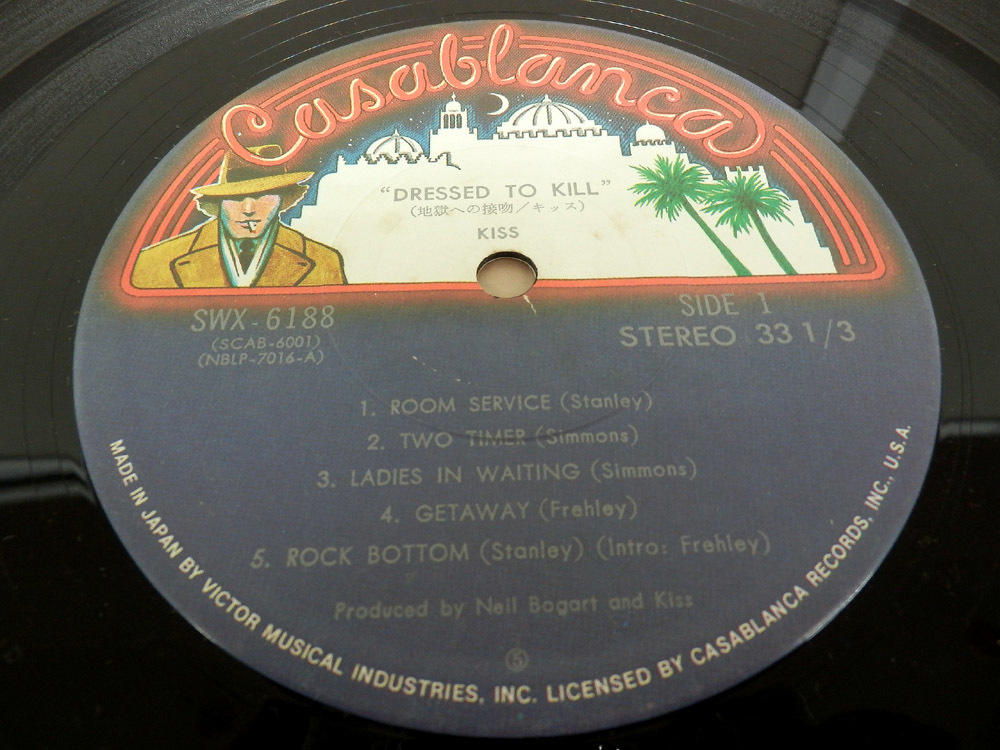 Casablanca
“DRESSED TO KILL”
(地獄への接吻/キッス)
KISS
SWX-6188
(SCAB-6001)
(NBLP-7016-A)
SIDE 1
STEREO 33 1/3
1. ROOM SERVICE (Stanley)
2. TWO TIMER (Simmons)
3. LADIES IN WAITING (Simmons)
4. GETAWAY (Frehley)
5. ROCK BOTTOM (Stanley) (Intro: Frehley)
Produced by Neil Bogart and Kiss
⑤
MADE IN JAPAN BY VICTOR MUSICAL INDUSTRIES, INC. LICENSED BY CASABLANCA RECORDS, INC., U.S.A.